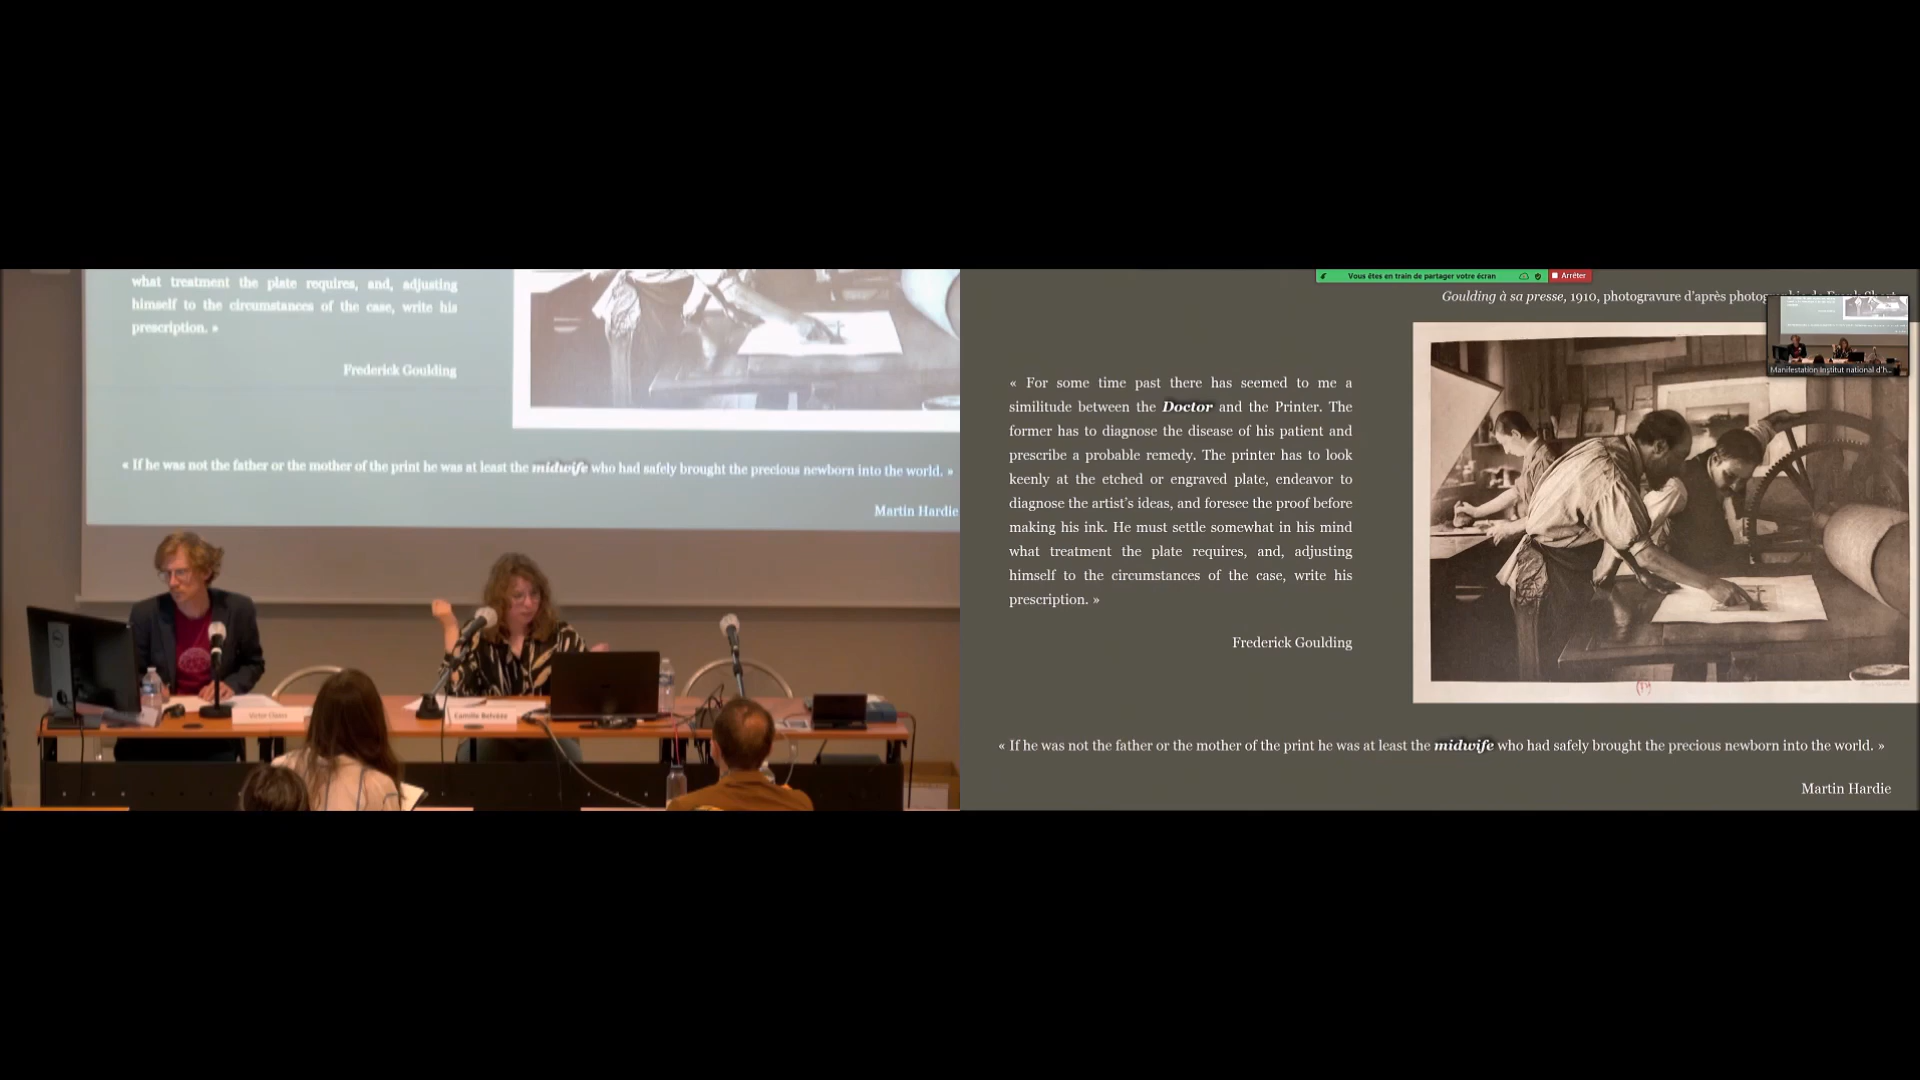 what treatment the plate requires, and, adjusting
himself to the circumstances of the case, write his
prescription. »
Frederick Goulding
« If he was not the father or the mother of the print he was at least the midwife who had safely brought the precious newborn into the world. »
Martin Hardie
DELL
Victor Claass
Camille Belvèze
Vous êtes en train de partager votre écran
Arrêter
Goulding à sa presse, 1910, photogravure d'après
Manifestation Institut national d'h...
« For some time past there has seemed to me a
similitude between the Doctor and the Printer. The
former has to diagnose the disease of his patient and
prescribe a probable remedy. The printer has to look
keenly at the etched or engraved plate, endeavor to
diagnose the artist's ideas, and foresee the proof before
making his ink. He must settle somewhat in his mind
what treatment the plate requires, and, adjusting
himself to the circumstances of the case, write his
prescription. »
Frederick Goulding
« If he was not the father or the mother of the print he was at least the midwife who had safely brought the precious newborn into the world. »
Martin Hardie